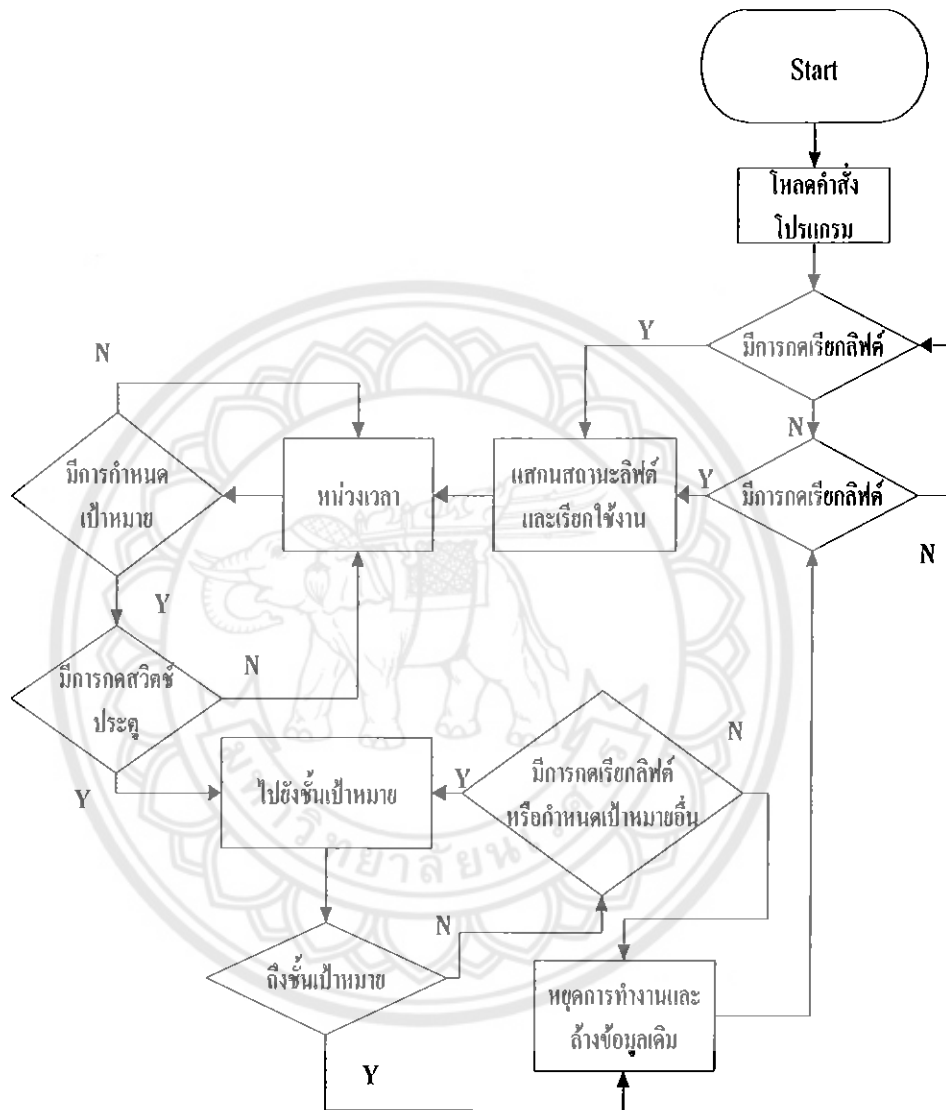 Start
โหลดคำสั่ง
โปรแกรม
มีการกดเรียกลิฟต์
Y
N
มีการกดเรียกลิฟต์
Y
N
แสกนสถานะลิฟต์
และเรียกใช้งาน
หน่วงเวลา
N
มีการกำหนด
เป้าหมาย
Y
มีการกดสวิตช์
ประตู
N
Y
ไปยังชั้นเป้าหมาย
Y
มีการกดเรียกลิฟต์
หรือกำหนดเป้าหมายอื่น
N
ถึงชั้นเป้าหมาย
N
Y
หยุดการทำงานและ
ล้างข้อมูลเดิม